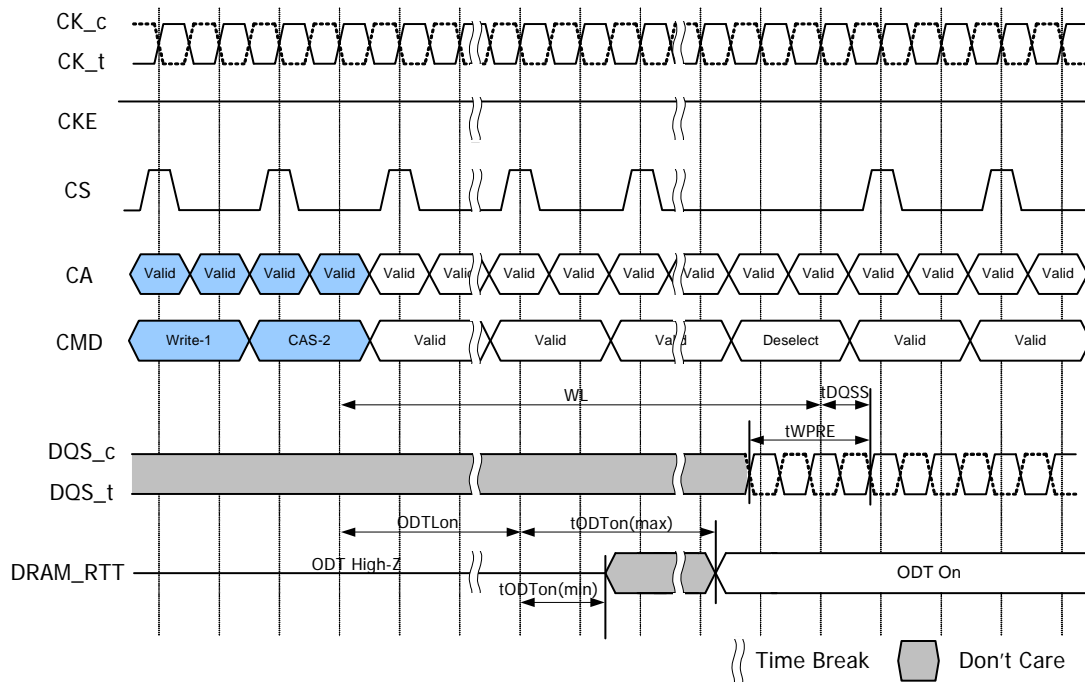 CK_c
CK_t
CKE
CS
CA Valid Valid Valid Valid Valid Valid Valid Valid Valid Valid Valid Valid Valid Valid Valid Valid
CMD Write-1 CAS-2 Valid Valid Valid Deselect Valid Valid
WL tDQSS
tWPRE
DQS_c
DQS_t
ODTLon tODTon(max)
DRAM_RTT ODT High-Z ODT On
tODTon(min)
Time Break Don't Care